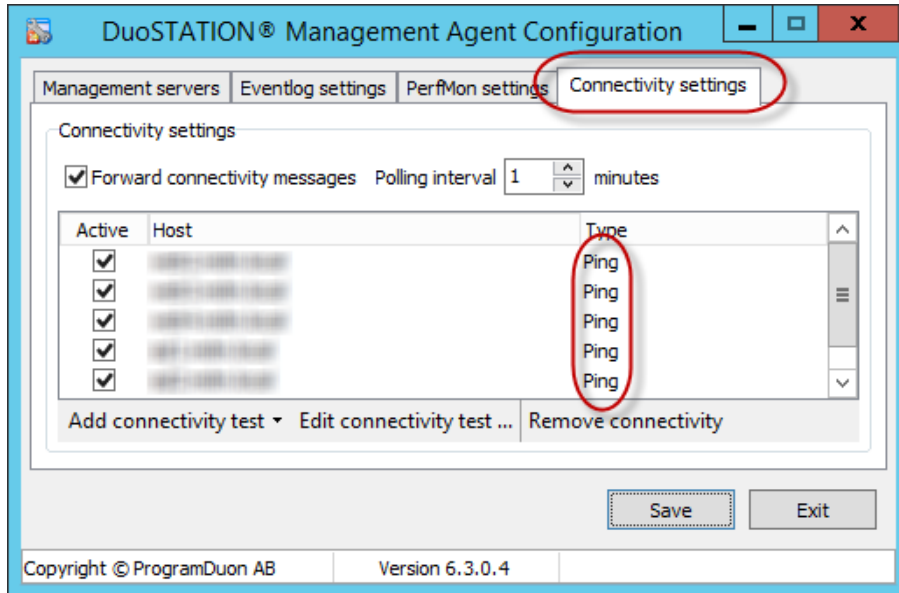 DuoSTATION® Management Agent Configuration
Management servers Eventlog settings PerfMon settings Connectivity settings
Connectivity settings
Forward connectivity messages Polling interval 1 minutes
Active Host Type
Ping
Ping
Ping
Ping
Ping
Add connectivity test Edit connectivity test ... Remove connectivity
Save Exit
Copyright © ProgramDuon AB Version 6.3.0.4